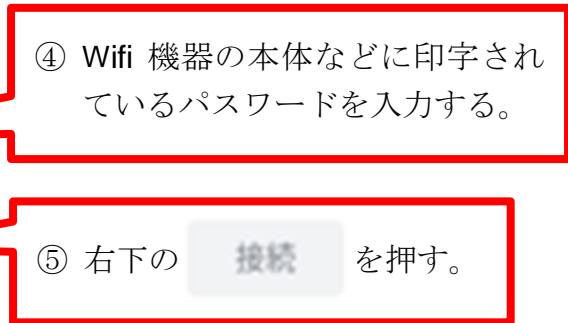 ④ Wifi 機器の本体などに印字され
ているパスワードを入力する。
⑤ 右下の 接続 を押す。